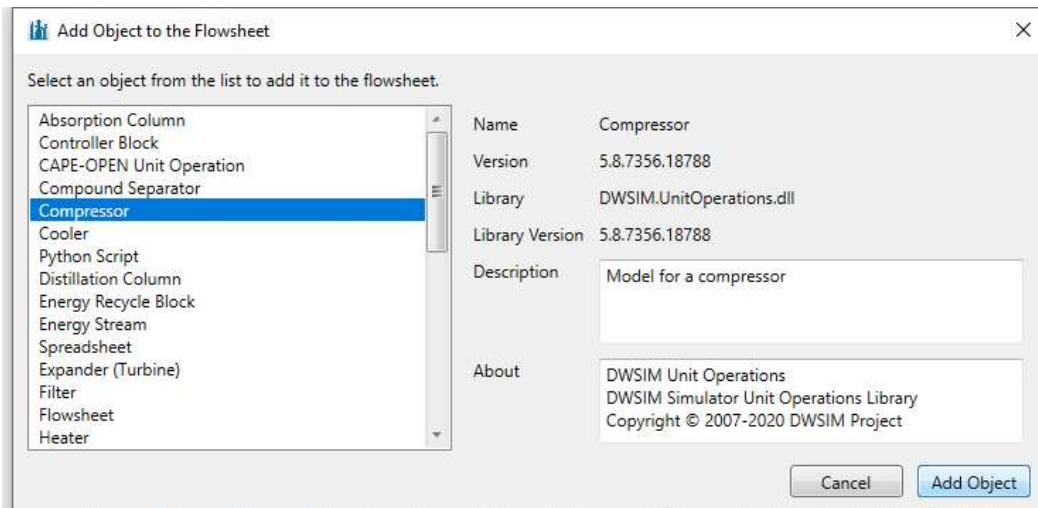 Add Object to the Flowsheet
Select an object from the list to add it to the flowsheet.
Absorption Column
Controller Block
CAPE-OPEN Unit Operation
Compound Separator
Compressor
Cooler
Python Script
Distillation Column
Energy Recycle Block
Energy Stream
Spreadsheet
Expander (Turbine)
Filter
Flowsheet
Heater
Name Compressor
Version 5.8.7356.18788
Library DWSIM.UnitOperations.dll
Library Version 5.8.7356.18788
Description Model for a compressor
About DWSIM Unit Operations
DWSIM Simulator Unit Operations Library
Copyright © 2007-2020 DWSIM Project
Cancel Add Object